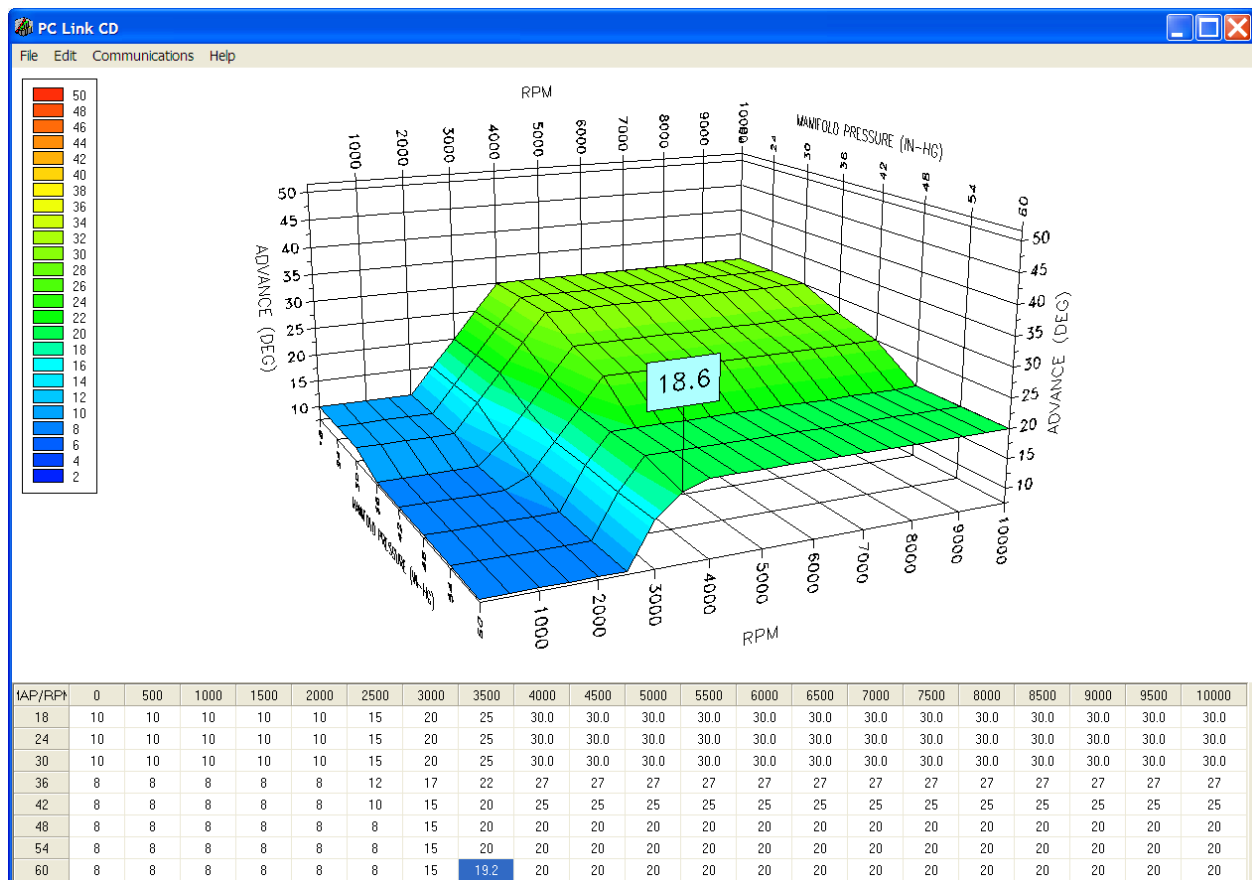 PC Link CD
File Edit Communications Help
50
48
46
44
42
40
38
36
34
32
30
28
26
24
22
20
18
16
14
12
10
8
6
4
2
RPM
1000 2000 3000 4000 5000 6000 7000 8000 9000
MANIFOLD PRESSURE (IN-HG)
24 30 36 42 48 54 60
ADVANCE (DEG)
50
45
40
35
30
25
20
15
10
18.6
50
45
40
35
30
25
20
15
10
ADVANCE (DEG)
MANIFOLD PRESSURE (IN-HG)
1000 2000 3000 4000 5000 6000 7000 8000 9000 10000
RPM
1AP/RPM 0 500 1000 1500 2000 2500 3000 3500 4000 4500 5000 5500 6000 6500 7000 7500 8000 8500 9000 9500 10000
18 10 10 10 10 10 15 20 25 30.0 30.0 30.0 30.0 30.0 30.0 30.0 30.0 30.0 30.0 30.0 30.0 30.0
24 10 10 10 10 10 15 20 25 30.0 30.0 30.0 30.0 30.0 30.0 30.0 30.0 30.0 30.0 30.0 30.0 30.0
30 10 10 10 10 10 15 20 25 30.0 30.0 30.0 30.0 30.0 30.0 30.0 30.0 30.0 30.0 30.0 30.0 30.0
36 8 8 8 8 8 12 17 22 27 27 27 27 27 27 27 27 27 27 27 27 27
42 8 8 8 8 8 10 15 20 25 25 25 25 25 25 25 25 25 25 25 25 25
48 8 8 8 8 8 8 15 20 20 20 20 20 20 20 20 20 20 20 20 20 20
54 8 8 8 8 8 8 15 20 20 20 20 20 20 20 20 20 20 20 20 20 20
60 8 8 8 8 8 8 15 19.2 20 20 20 20 20 20 20 20 20 20 20 20 20